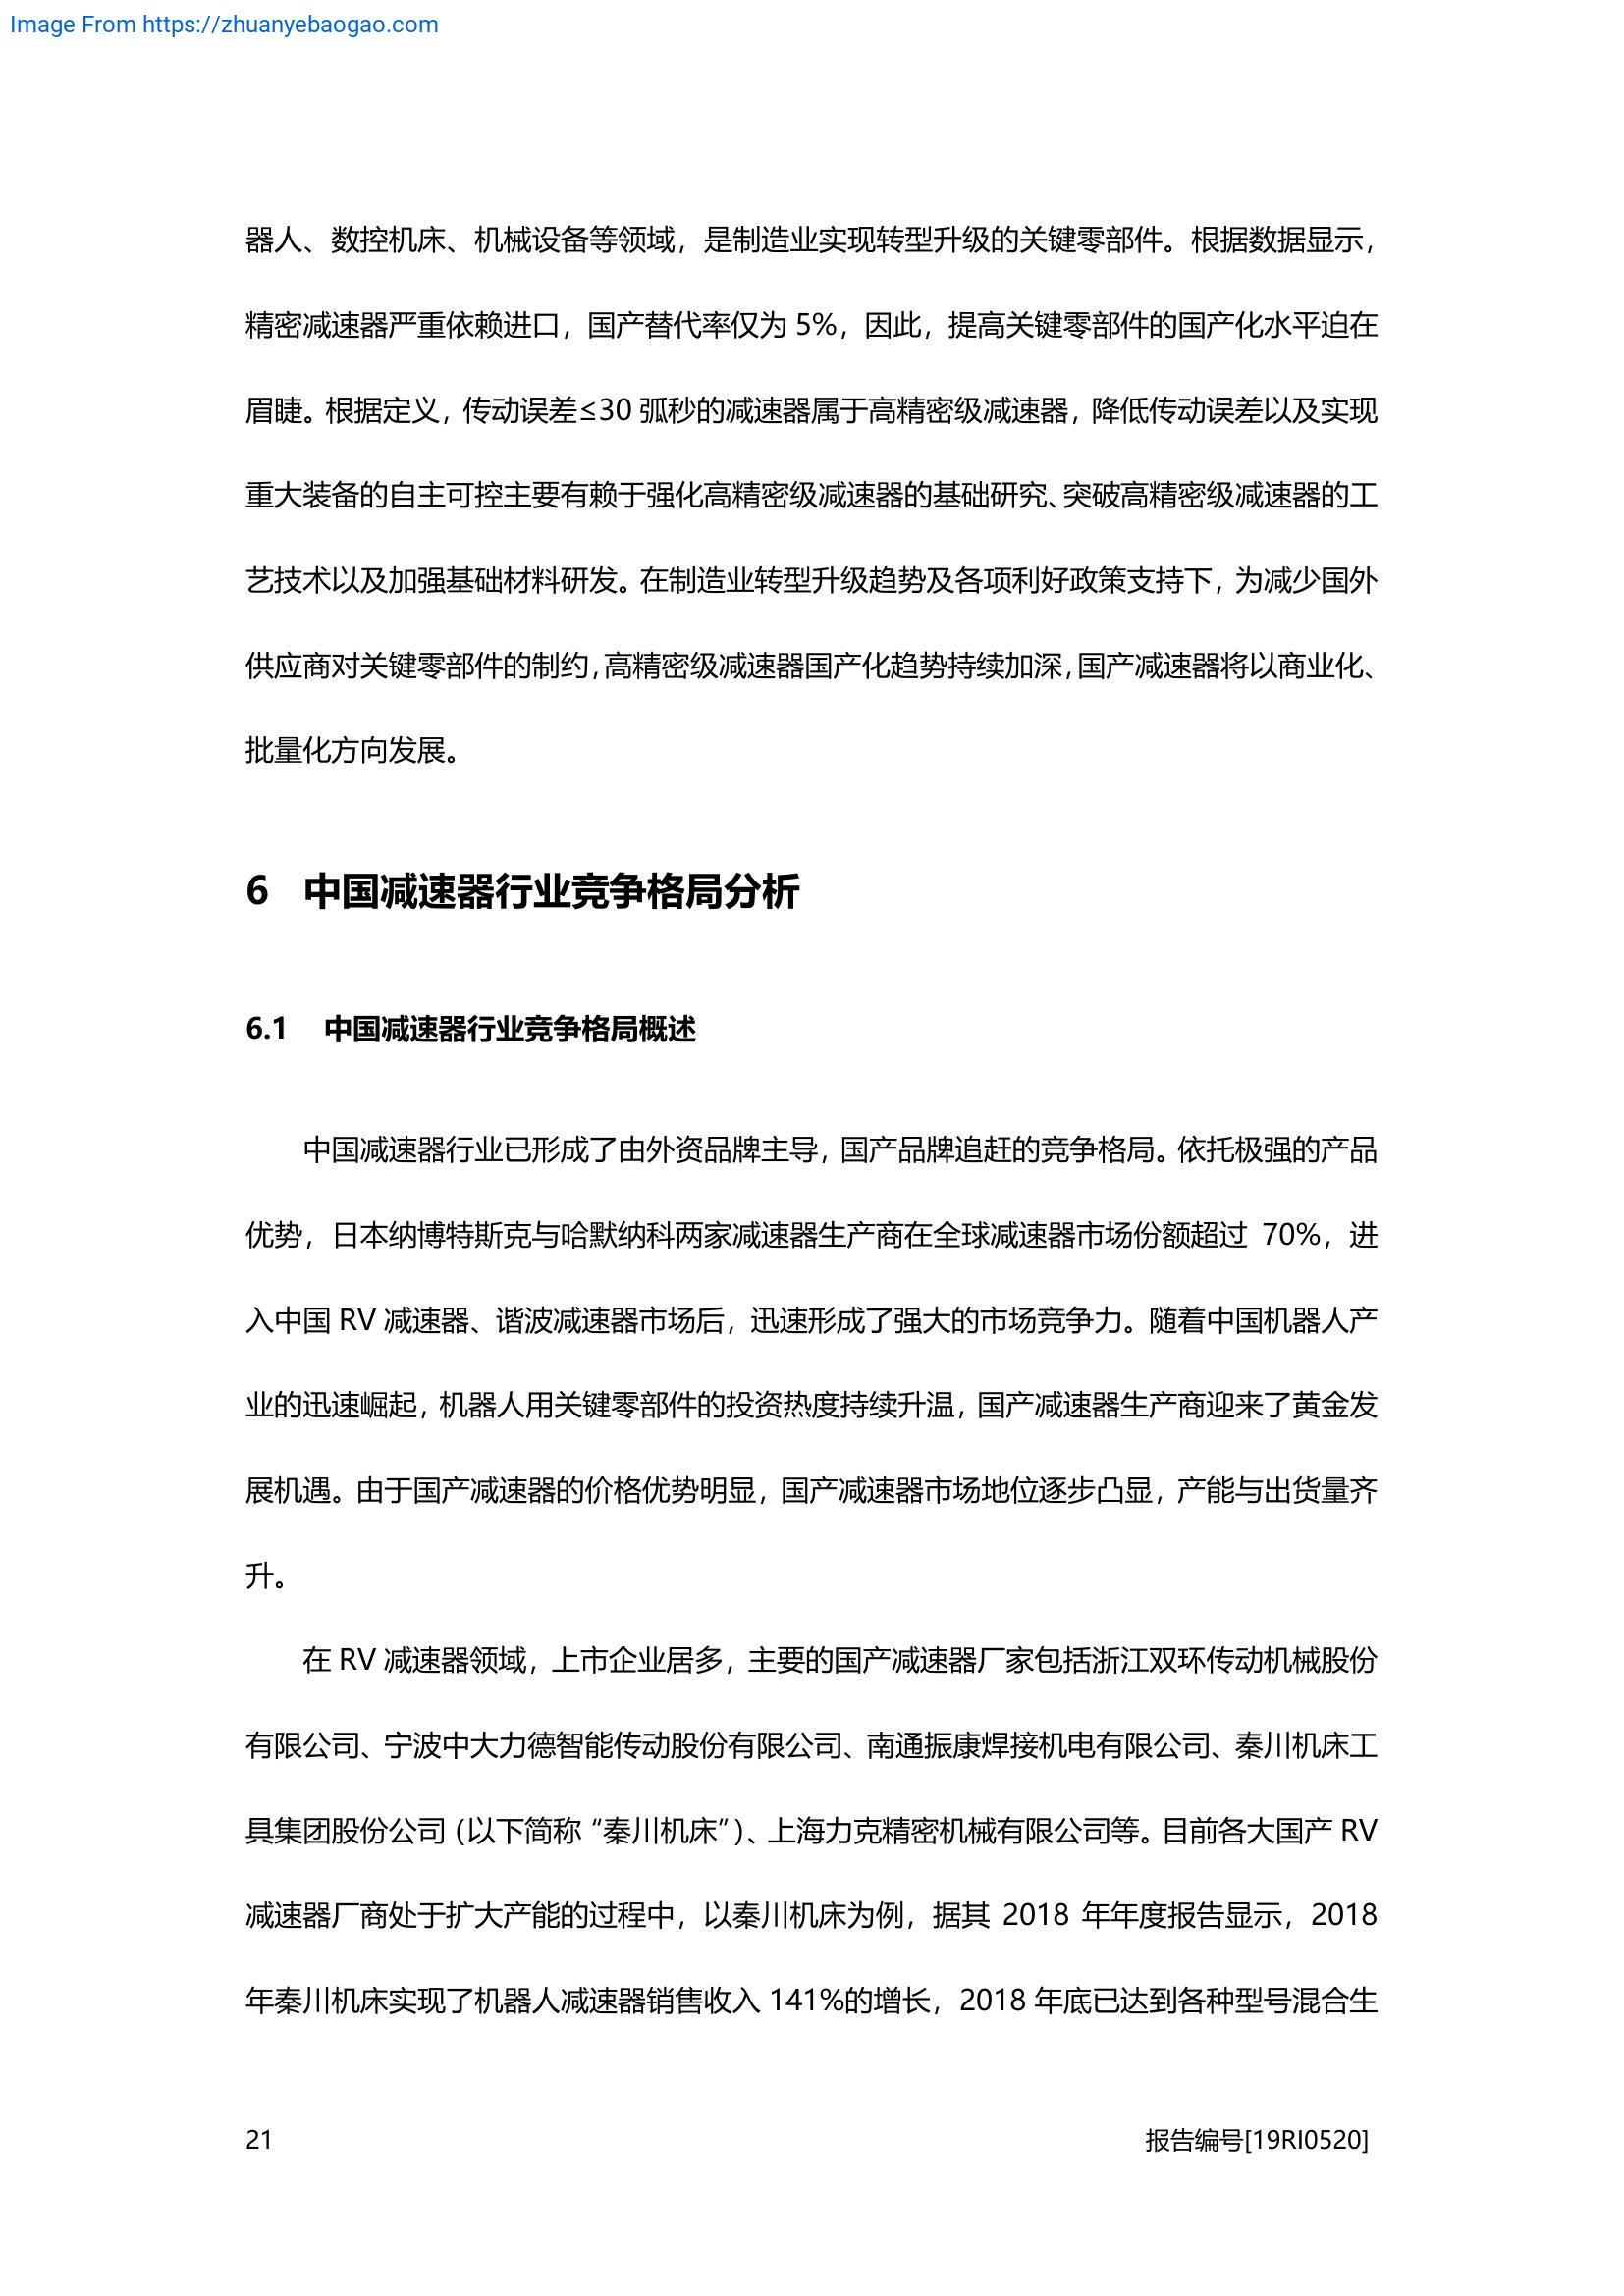 Image From https://zhuanyebaogao.com
器人、数控机床、机械设备等领域，是制造业实现转型升级的关键零部件。根据数据显示，
精密减速器严重依赖进口，国产替代率仅为 5%，因此，提高关键零部件的国产化水平迫在
眉睫。根据定义，传动误差≤30 弧秒的减速器属于高精密级减速器，降低传动误差以及实现
重大装备的自主可控主要有赖于强化高精密级减速器的基础研究、突破高精密级减速器的工
艺技术以及加强基础材料研发。在制造业转型升级趋势及各项利好政策支持下，为减少国外
供应商对关键零部件的制约，高精密级减速器国产化趋势持续加深，国产减速器将以商业化、
批量化方向发展。
6 中国减速器行业竞争格局分析
6.1 中国减速器行业竞争格局概述
中国减速器行业已形成了由外资品牌主导，国产品牌追赶的竞争格局。依托极强的产品
优势，日本纳博特斯克与哈默纳科两家减速器生产商在全球减速器市场份额超过 70%，进
入中国 RV 减速器、谐波减速器市场后，迅速形成了强大的市场竞争力。随着中国机器人产
业的迅速崛起，机器人用关键零部件的投资热度持续升温，国产减速器生产商迎来了黄金发
展机遇。由于国产减速器的价格优势明显，国产减速器市场地位逐步凸显，产能与出货量齐
升。
在 RV 减速器领域，上市企业居多，主要的国产减速器厂家包括浙江双环传动机械股份
有限公司、宁波中大力德智能传动股份有限公司、南通振康焊接机电有限公司、秦川机床工
具集团股份公司（以下简称“秦川机床”）、上海力克精密机械有限公司等。目前各大国产 RV
减速器厂商处于扩大产能的过程中，以秦川机床为例，据其 2018 年年度报告显示，2018
年秦川机床实现了机器人减速器销售收入 141%的增长，2018 年底已达到各种型号混合生
21 报告编号[19RI0520]